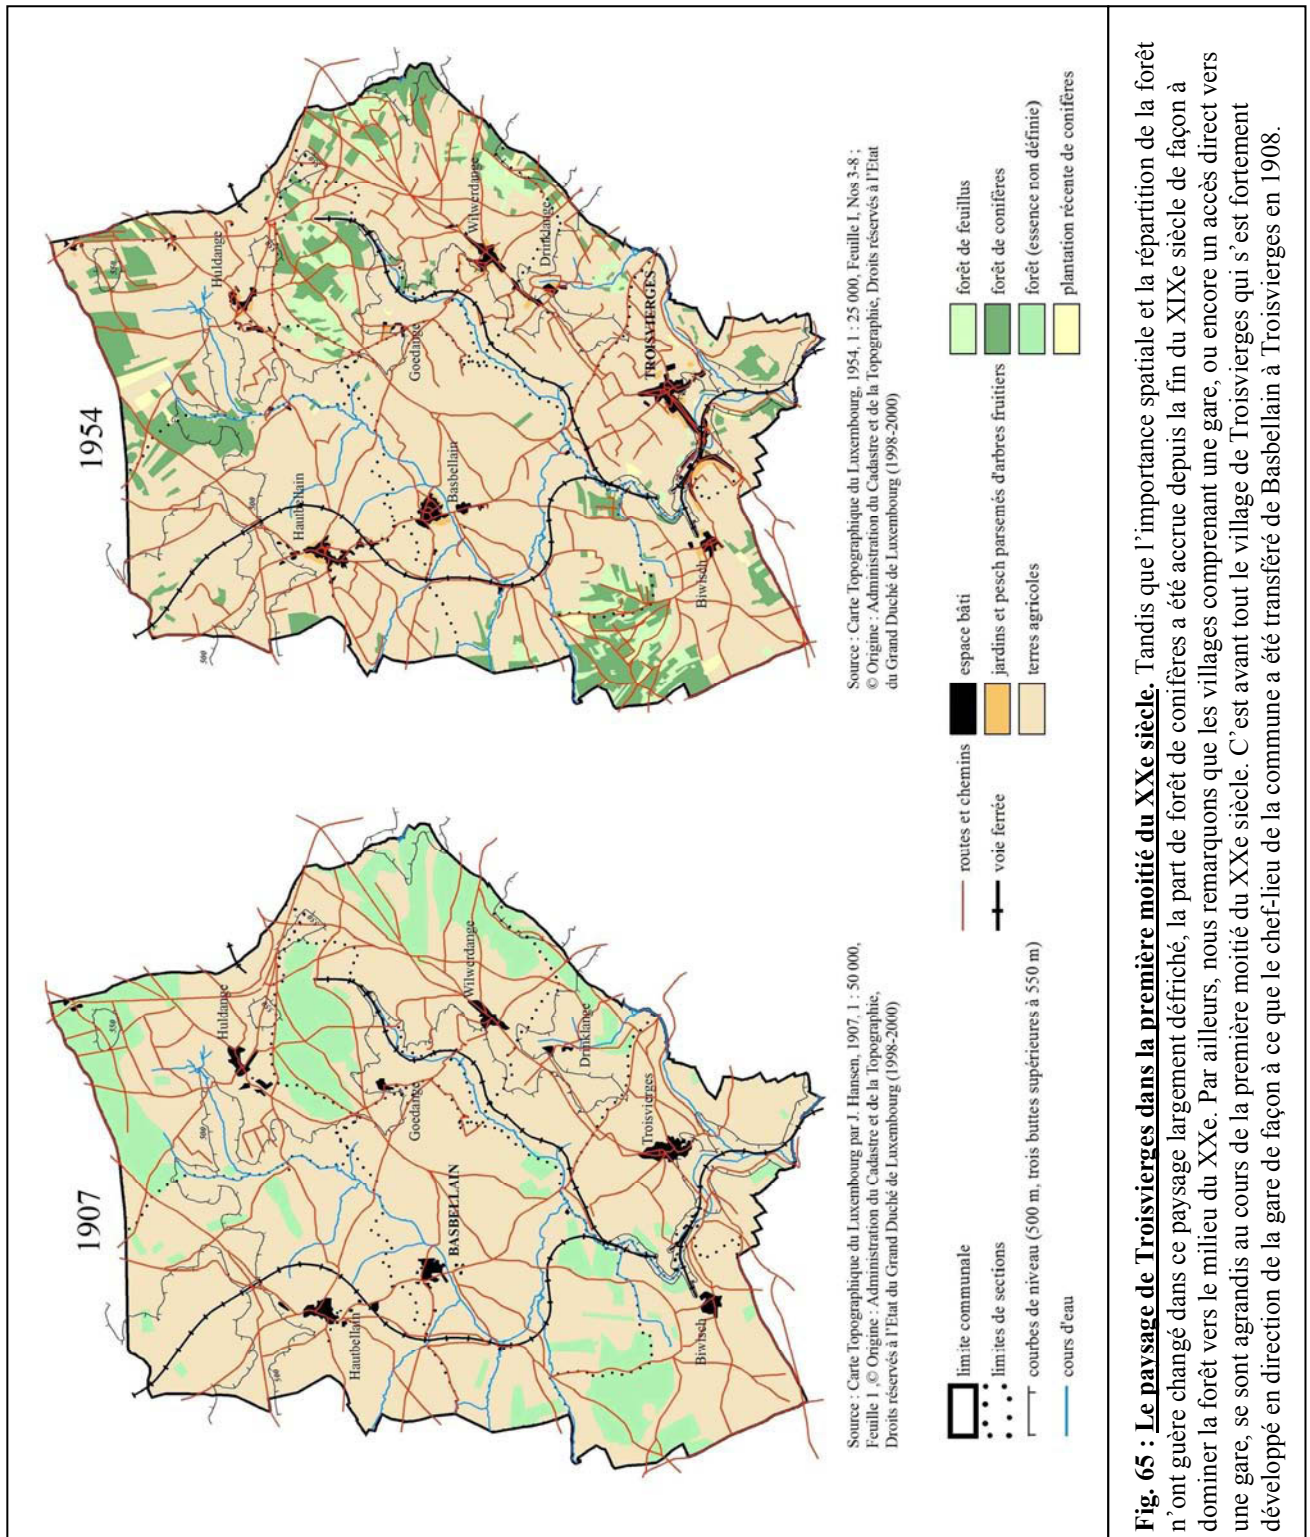 1907
500
550
550
500
500
Huldange
Hautbellain
BASBELLAIN
Goedange
Wilwerdange
Drinklange
Troisvierges
Biwisch
Source : Carte Topographique du Luxembourg par J. Hansen, 1907, 1 : 50 000,
Feuille 1 ,© Origine : Administration du Cadastre et de la Topographie,
Droits réservés à l'Etat du Grand Duché de Luxembourg (1998-2000)
1954
500
500
550
Huldange
Hautbellain
Basbellain
Goedange
Wilwerdange
Drinklange
TROISVIERGES
Biwisch
Source : Carte Topographique du Luxembourg, 1954, 1 : 25 000, Feuille I, Nos 3-8 ;
© Origine : Administration du Cadastre et de la Topographie, Droits réservés à l'Etat
du Grand Duché de Luxembourg (1998-2000)
limite communale
limites de sections
courbes de niveau (500 m, trois buttes supérieures à 550 m)
cours d'eau
routes et chemins
voie ferrée
espace bâti
jardins et pesch parsemés d'arbres fruitiers
terres agricoles
forêt de feuillus
forêt de conifères
forêt (essence non définie)
plantation récente de conifères
Fig. 65 : Le paysage de Troisvierges dans la première moitié du XXe siècle. Tandis que l'importance spatiale et la répartition de la forêt
n'ont guère changé dans ce paysage largement défriché, la part de forêt de conifères a été accrue depuis la fin du XIXe siècle de façon à
dominer la forêt vers le milieu du XXe. Par ailleurs, nous remarquons que les villages comprenant une gare, ou encore un accès direct vers
une gare, se sont agrandis au cours de la première moitié du XXe siècle. C'est avant tout le village de Troisvierges qui s'est fortement
développé en direction de la gare de façon à ce que le chef-lieu de la commune a été transféré de Basbellain à Troisvierges en 1908.